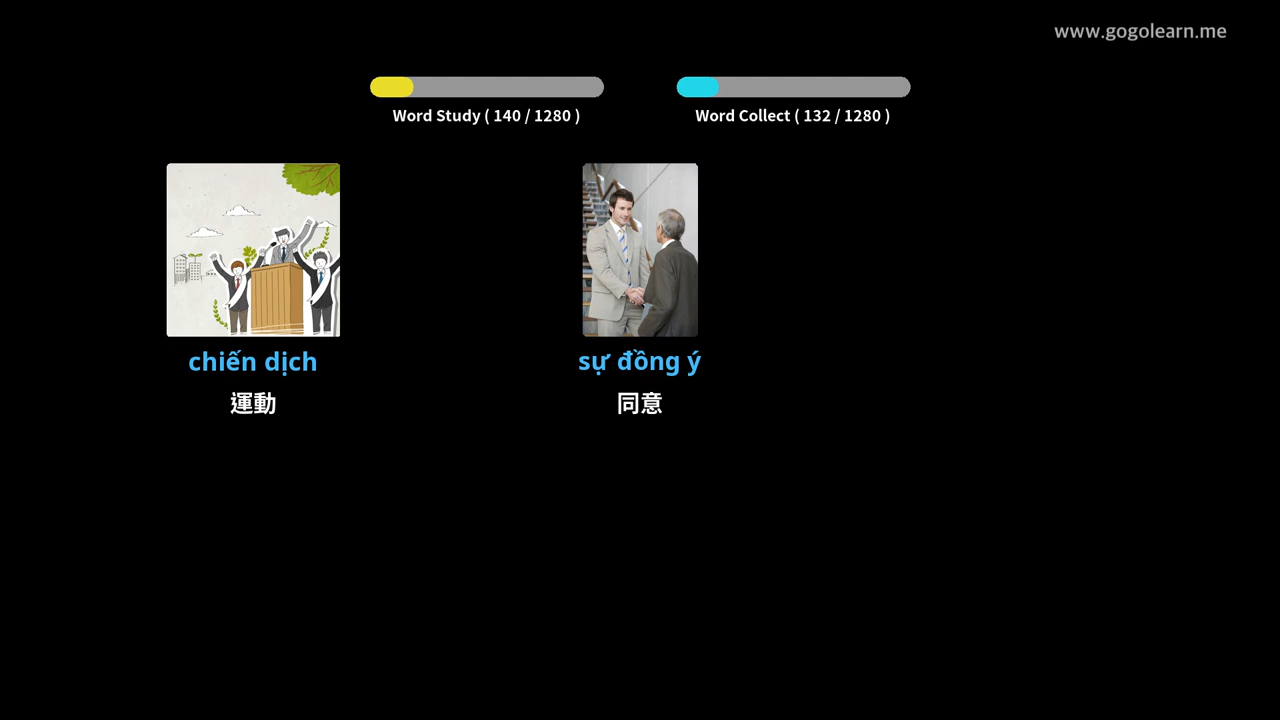 www.gogolearn.me
Word Study ( 140 / 1280 )
Word Collect ( 132 / 1280 )
chiến dịch
運動
sự đồng ý
同意